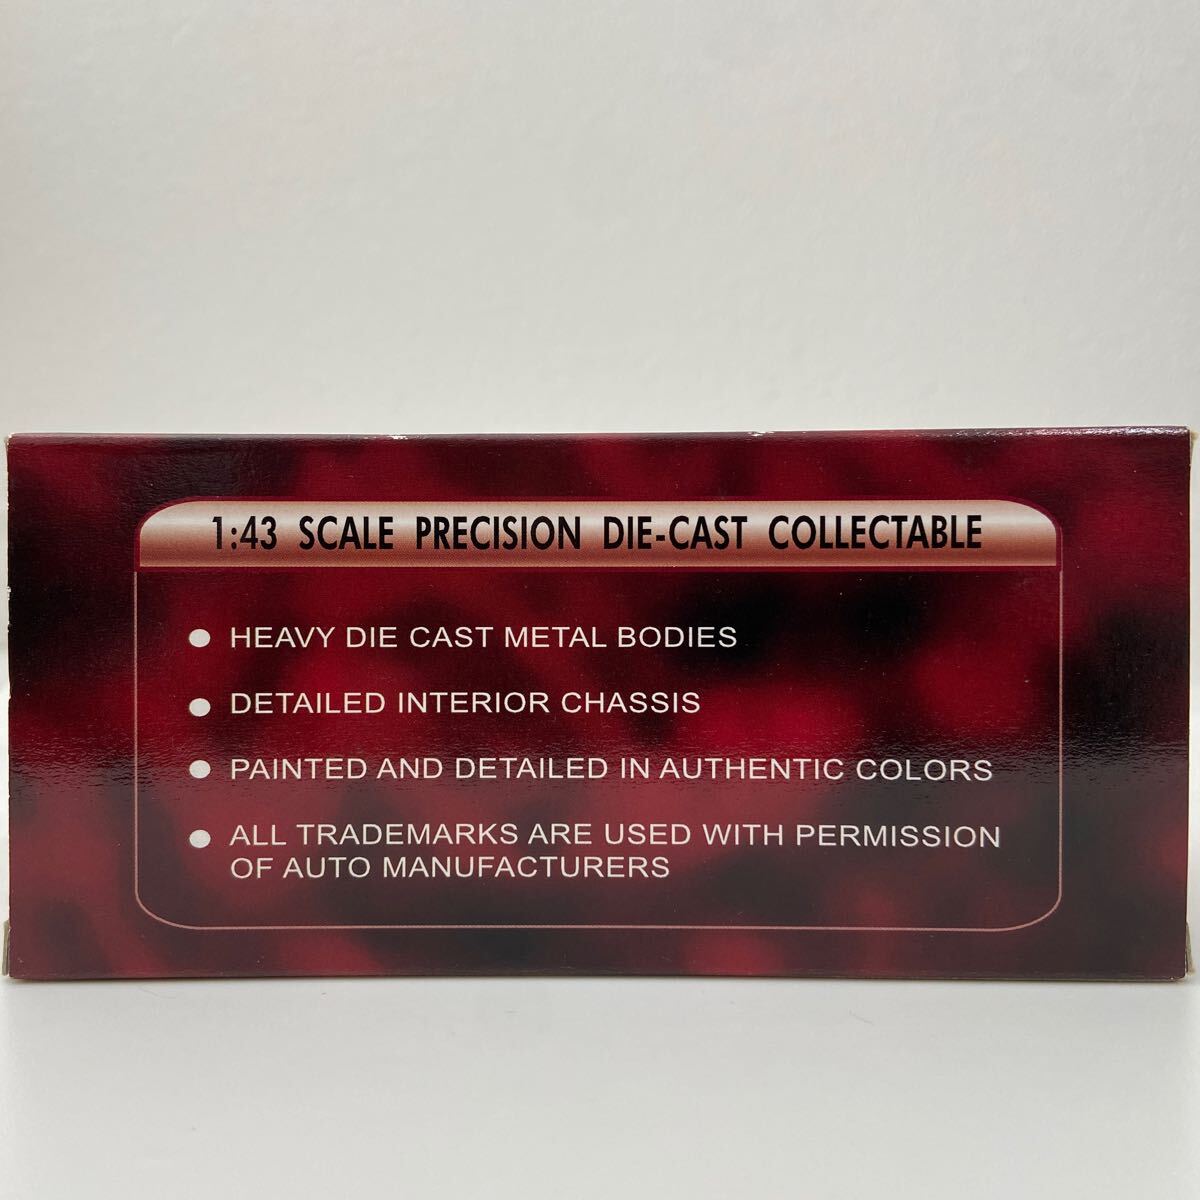 1:43 SCALE PRECISION DIE-CAST COLLECTABLE
● HEAVY DIE CAST METAL BODIES
● DETAILED INTERIOR CHASSIS
● PAINTED AND DETAILED IN AUTHENTIC COLORS
● ALL TRADEMARKS ARE USED WITH PERMISSION
OF AUTO MANUFACTURERS